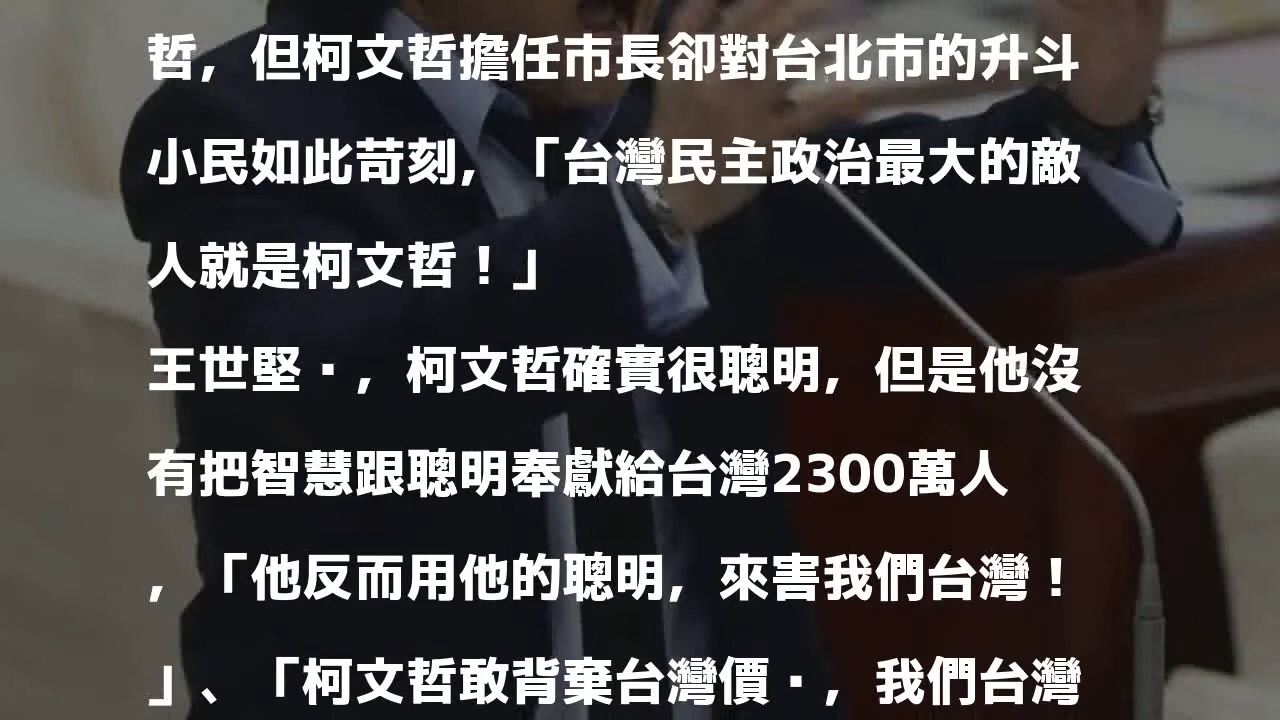 哲，但柯文哲擔任市長卻對台北市的升斗
小民如此苛刻，「台灣民主政治最大的敵
人就是柯文哲！」
王世堅▪，柯文哲確實很聰明，但是他沒
有把智慧跟聰明奉獻給台灣2300萬人
，「他反而用他的聰明，來害我們台灣！
」、「柯文哲敢背棄台灣價▪，我們台灣